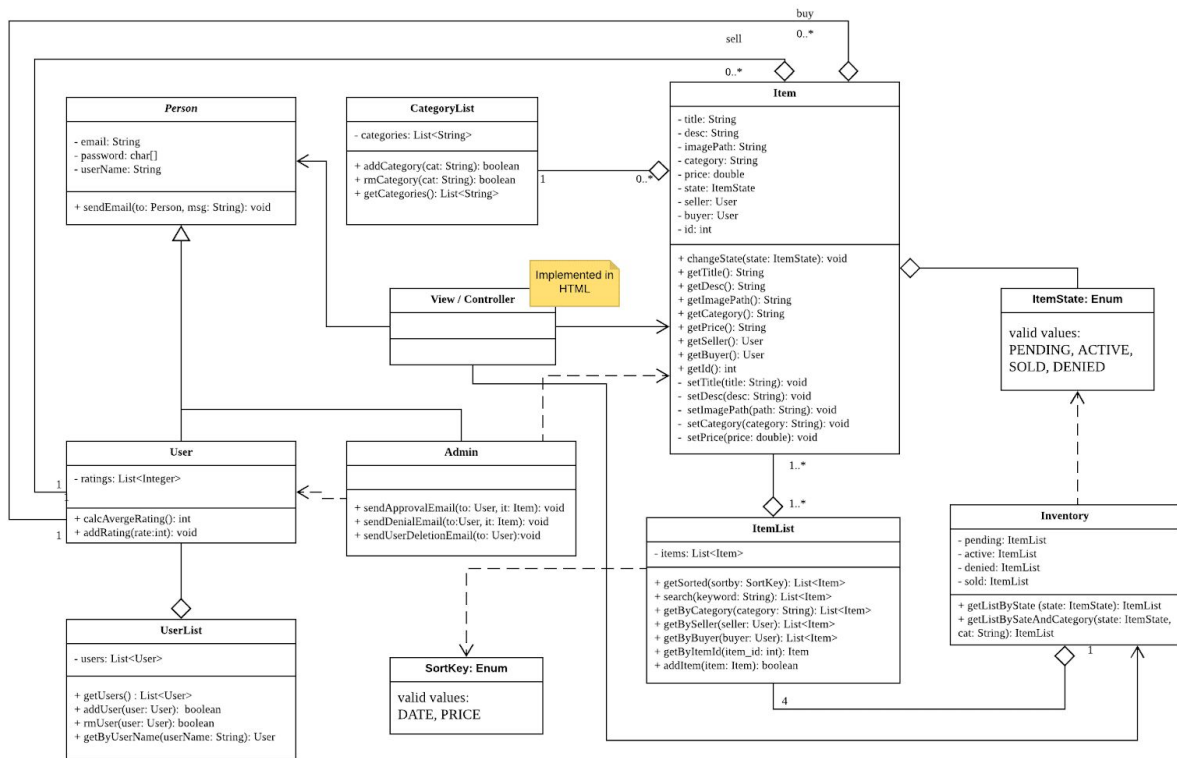 buy
0..*
sell
0..*
Person
- email: String
- password: char[]
- userName: String
+ sendEmail(to: Person, msg: String): void
CategoryList
- categories: List<String>
+ addCategory(cat: String): boolean
+ rmCategory(cat: String): boolean
+ getCategories(): List<String>
1
0..*
Item
- title: String
- desc: String
- imagePath: String
- category: String
- price: double
- state: ItemState
- seller: User
- buyer: User
- id: int
+ changeState(state: ItemState): void
+ getTitle(): String
+ getDesc(): String
+ getImagePath(): String
+ getCategory(): String
+ getPrice(): String
+ getSeller(): User
+ getBuyer(): User
+ getId(): int
- setTitle(title: String): void
- setDesc(desc: String): void
- setImagePath(path: String): void
- setCategory(category: String): void
- setPrice(price: double): void
Implemented in
HTML
View / Controller
ItemState: Enum
valid values:
PENDING, ACTIVE,
SOLD, DENIED
User
- ratings: List<Integer>
+ calcAvergeRating(): int
+ addRating(rate:int): void
1
1
1
Admin
+ sendApprovalEmail(to: User, it: Item): void
+ sendDenialEmail(to:User, it: Item): void
+ sendUserDeletionEmail(to: User):void
1..*
1..*
ItemList
- items: List<Item>
+ getSorted(sortby: SortKey): List<Item>
+ search(keyword: String): List<Item>
+ getByCategory(category: String): List<Item>
+ getBySeller(seller: User): List<Item>
+ getByBuyer(buyer: User): List<Item>
+ getByItemId(item_id: int): Item
+ addItem(item: Item): boolean
Inventory
- pending: ItemList
- active: ItemList
- denied: ItemList
- sold: ItemList
+ getListByState (state: ItemState): ItemList
+ getListBySateAndCategory(state: ItemState,
cat: String): ItemList
1
4
UserList
- users: List<User>
+ getUsers() : List<User>
+ addUser(user: User): boolean
+ rmUser(user: User): boolean
+ getByUserName(userName: String): User
SortKey: Enum
valid values:
DATE, PRICE